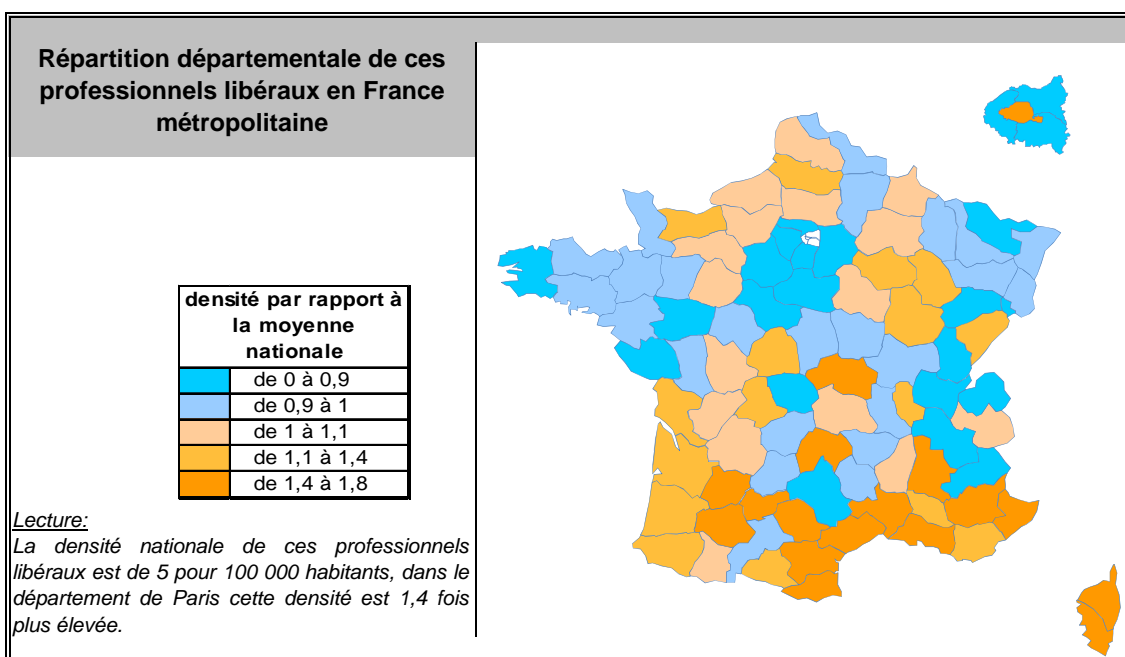 Répartition départementale de ces
professionnels libéraux en France
métropolitaine
densité par rapport à
la moyenne
nationale
de 0 à 0,9
de 0,9 à 1
de 1 à 1,1
de 1,1 à 1,4
de 1,4 à 1,8
Lecture:
La densité nationale de ces professionnels
libéraux est de 5 pour 100 000 habitants, dans le
département de Paris cette densité est 1,4 fois
plus élevée.